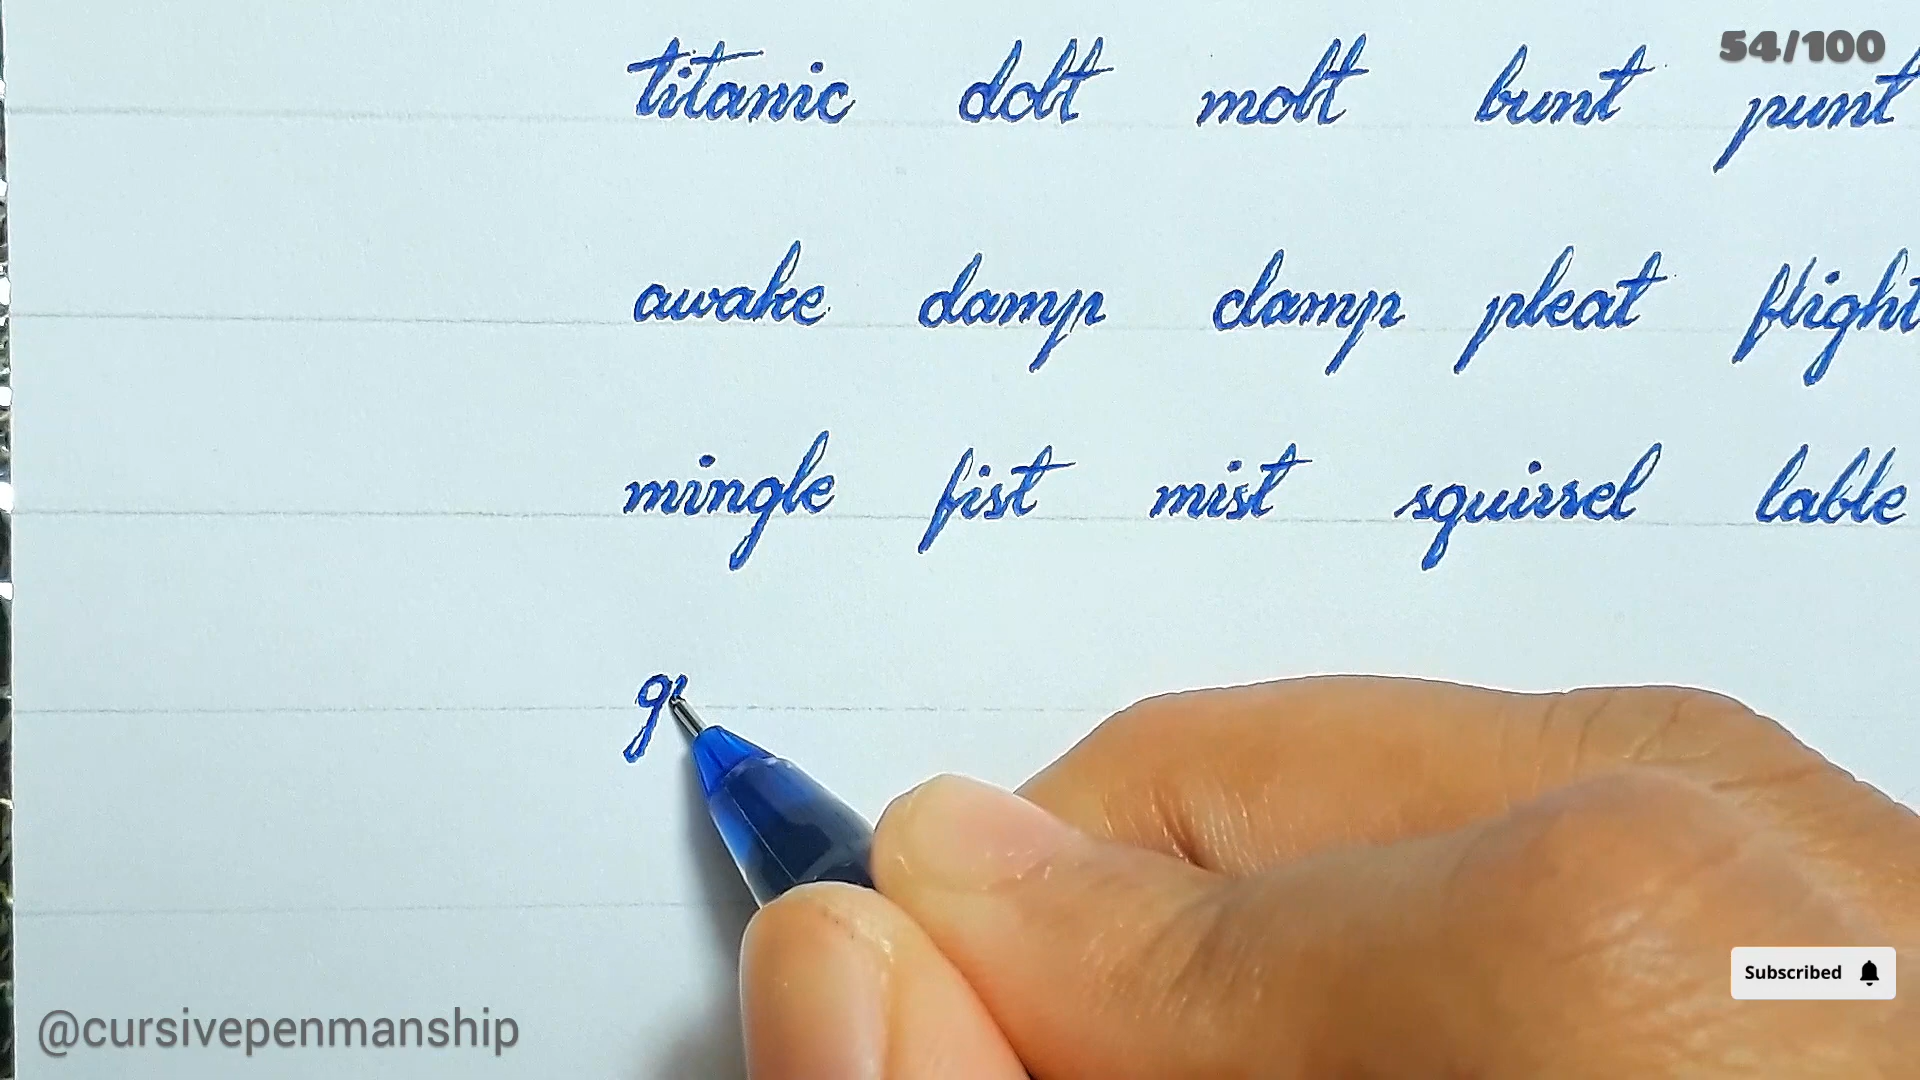 54/100
titanic dolt molt bunt punt
awake damp clamp pleat flight
mingle fist mist squirrel lable
g
Subscribed
@cursivepenmanship